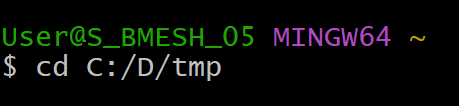 User@S_BMESH_05 MINGW64 ~
$ cd C:/D/tmp